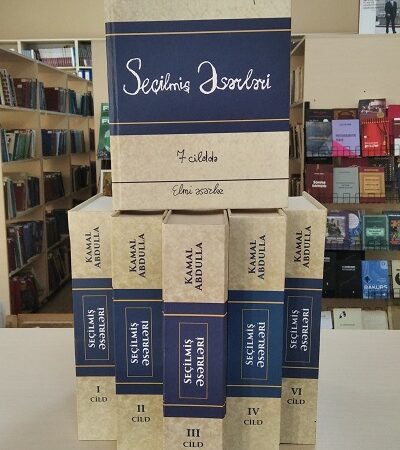 Seçilmiş Əsərləri
7 cilddə
Elmi əsərlər
KAMAL
ABDULLA
SEÇİLMİŞ
ƏSƏRLƏRİ
I
CİLD
KAMAL
ABDULLA
SEÇİLMİŞ
ƏSƏRLƏRİ
II
CİLD
KAMAL
ABDULLA
SEÇİLMİŞ
ƏSƏRLƏRİ
III
CİLD
KAMAL
ABDULLA
SEÇİLMİŞ
ƏSƏRLƏRİ
IV
CİLD
KAMAL
ABDULLA
SEÇİLMİŞ
ƏSƏRLƏRİ
VI
CİLD